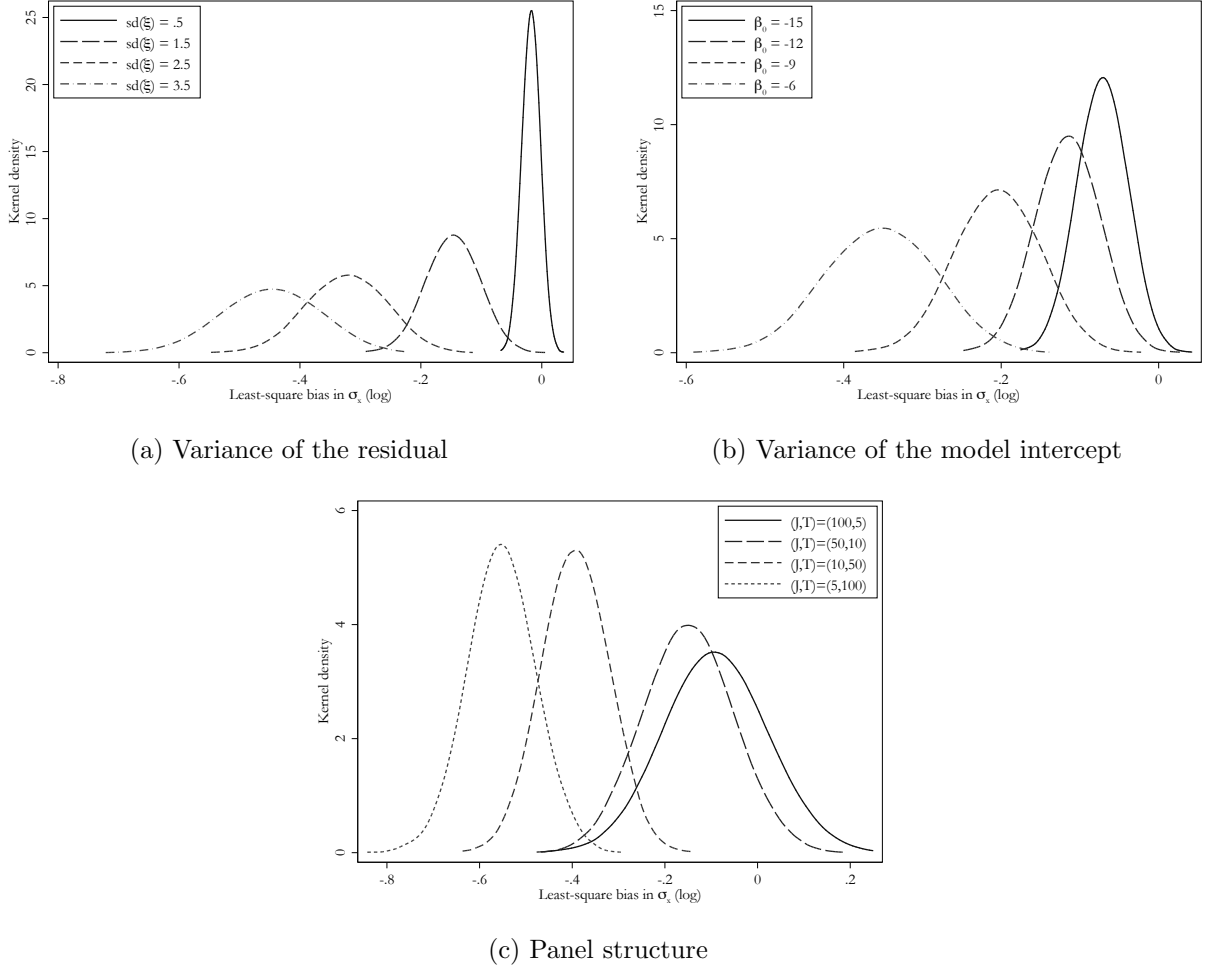 25
20
15
10
5
0
Kernel density
sd(ξ) = .5
sd(ξ) = 1.5
sd(ξ) = 2.5
sd(ξ) = 3.5
-.8
-.6
-.4
-.2
0
Least-square bias in σx (log)
(a) Variance of the residual
15
10
5
0
Kernel density
β0 = -15
β0 = -12
β0 = -9
β0 = -6
-.6
-.4
-.2
0
Least-square bias in σx (log)
(b) Variance of the model intercept
6
4
2
0
Kernel density
(J,T)=(100,5)
(J,T)=(50,10)
(J,T)=(10,50)
(J,T)=(5,100)
-.8
-.6
-.4
-.2
0
.2
Least-square bias in σx (log)
(c) Panel structure